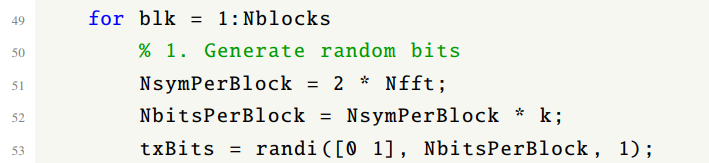 49 for blk = 1:Nblocks
50 % 1. Generate random bits
51 NsymPerBlock = 2 * Nfft;
52 NbitsPerBlock = NsymPerBlock * k;
53 txBits = randi([0 1], NbitsPerBlock, 1);